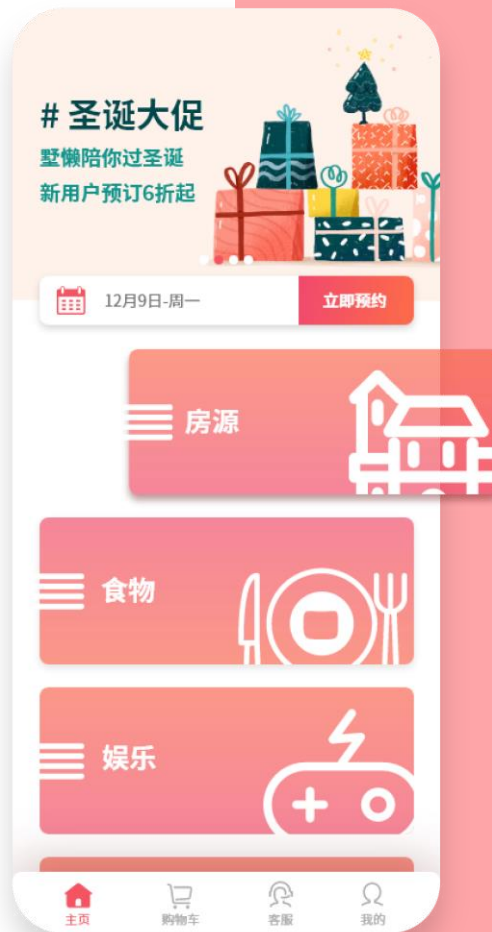 # 圣诞大促
墅懒陪你过圣诞
新用户预订6折起
12月9日-周一
立即预约
房源
食物
娱乐
主页
购物车
客服
我的